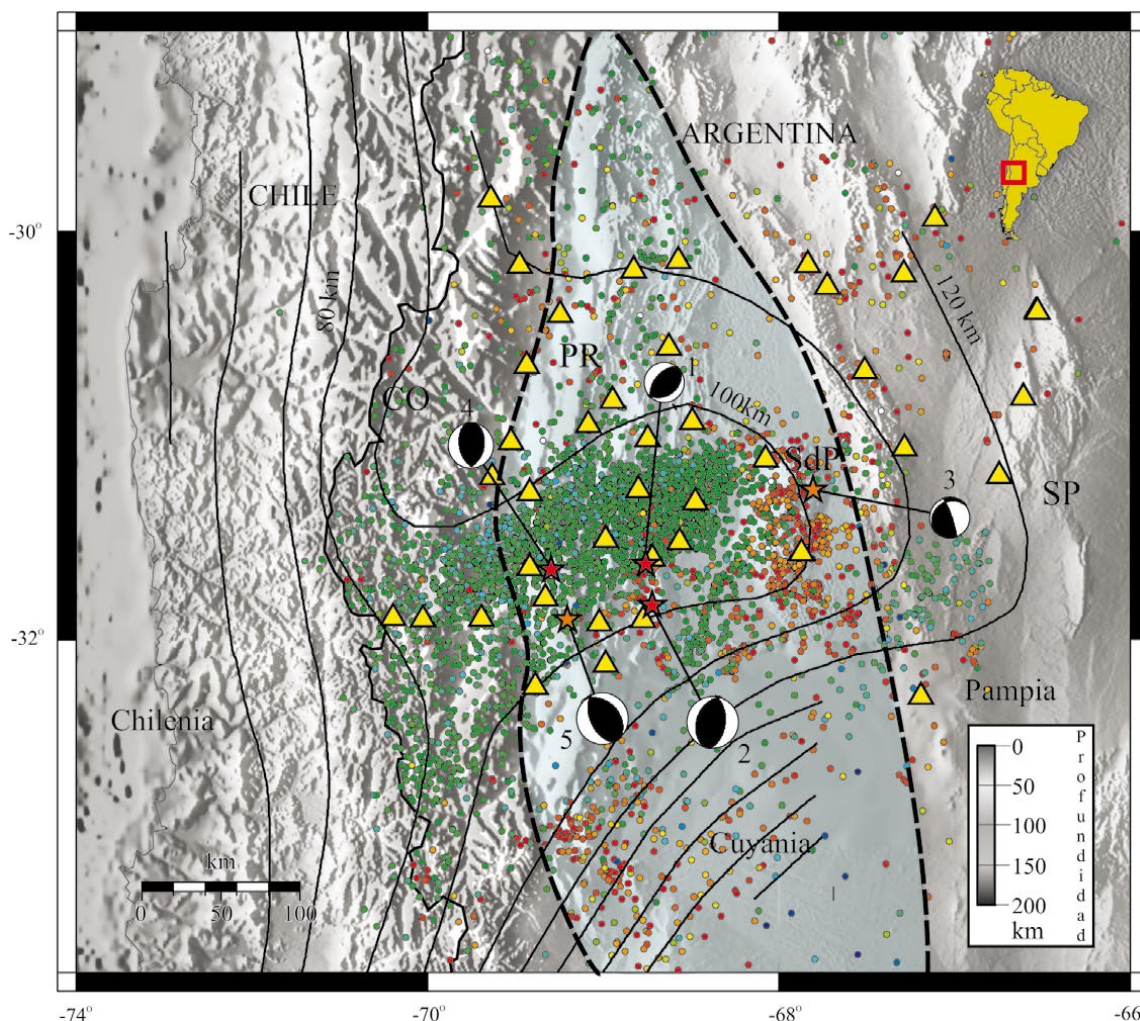 ARGENTINA
-30°
CHILE
80 km
120 km
PR
1
CO
100km
4
SdP
3
SP
-32°
Pampia
Chilenia
5
2
Cuyania
km
0
50
100
0
50
100
150
200
km
Profundidad
-74°
-70°
-68°
-66